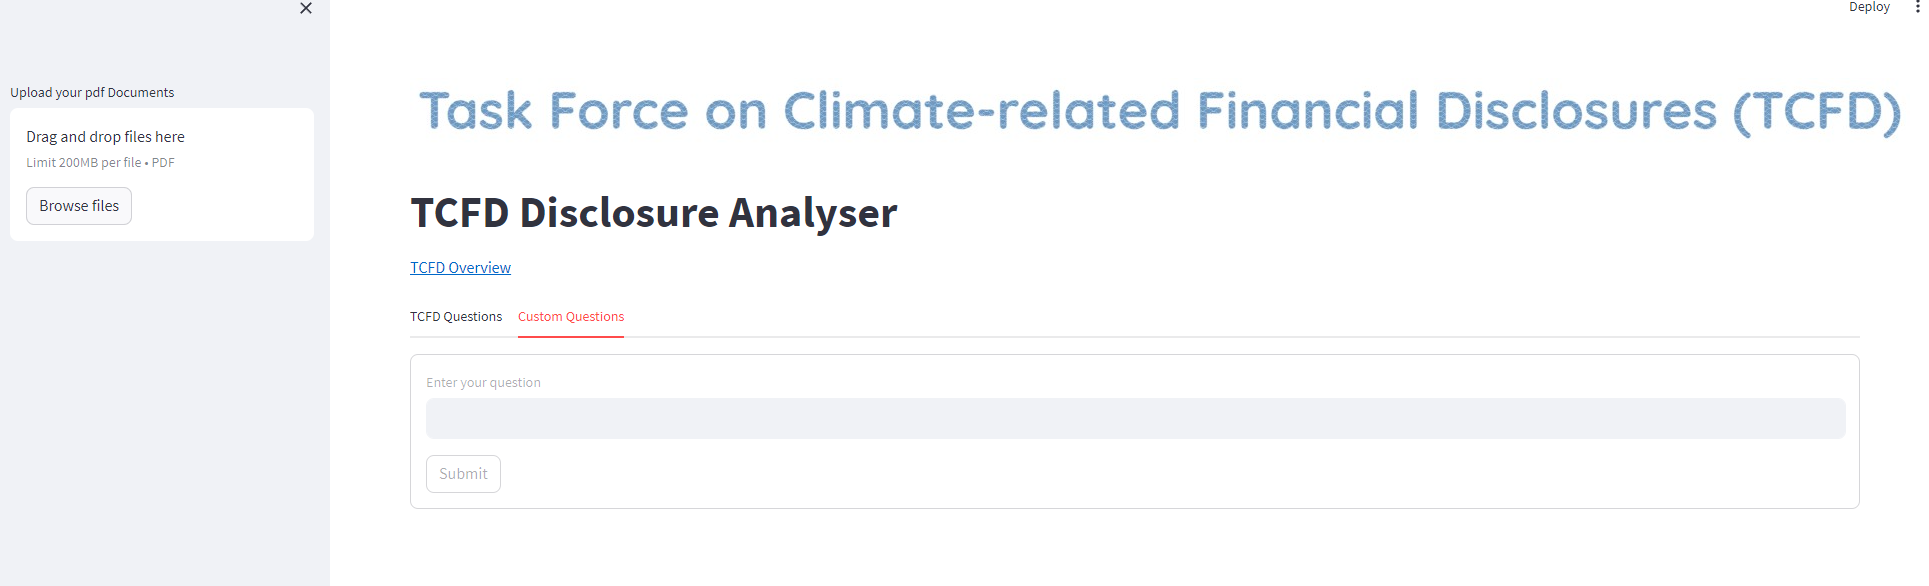 Deploy
Upload your pdf Documents
Drag and drop files here
Limit 200MB per file • PDF
Browse files
Task Force on Climate-related Financial Disclosures (TCFD)
TCFD Disclosure Analyser
TCFD Overview
TCFD Questions Custom Questions
Enter your question
Submit